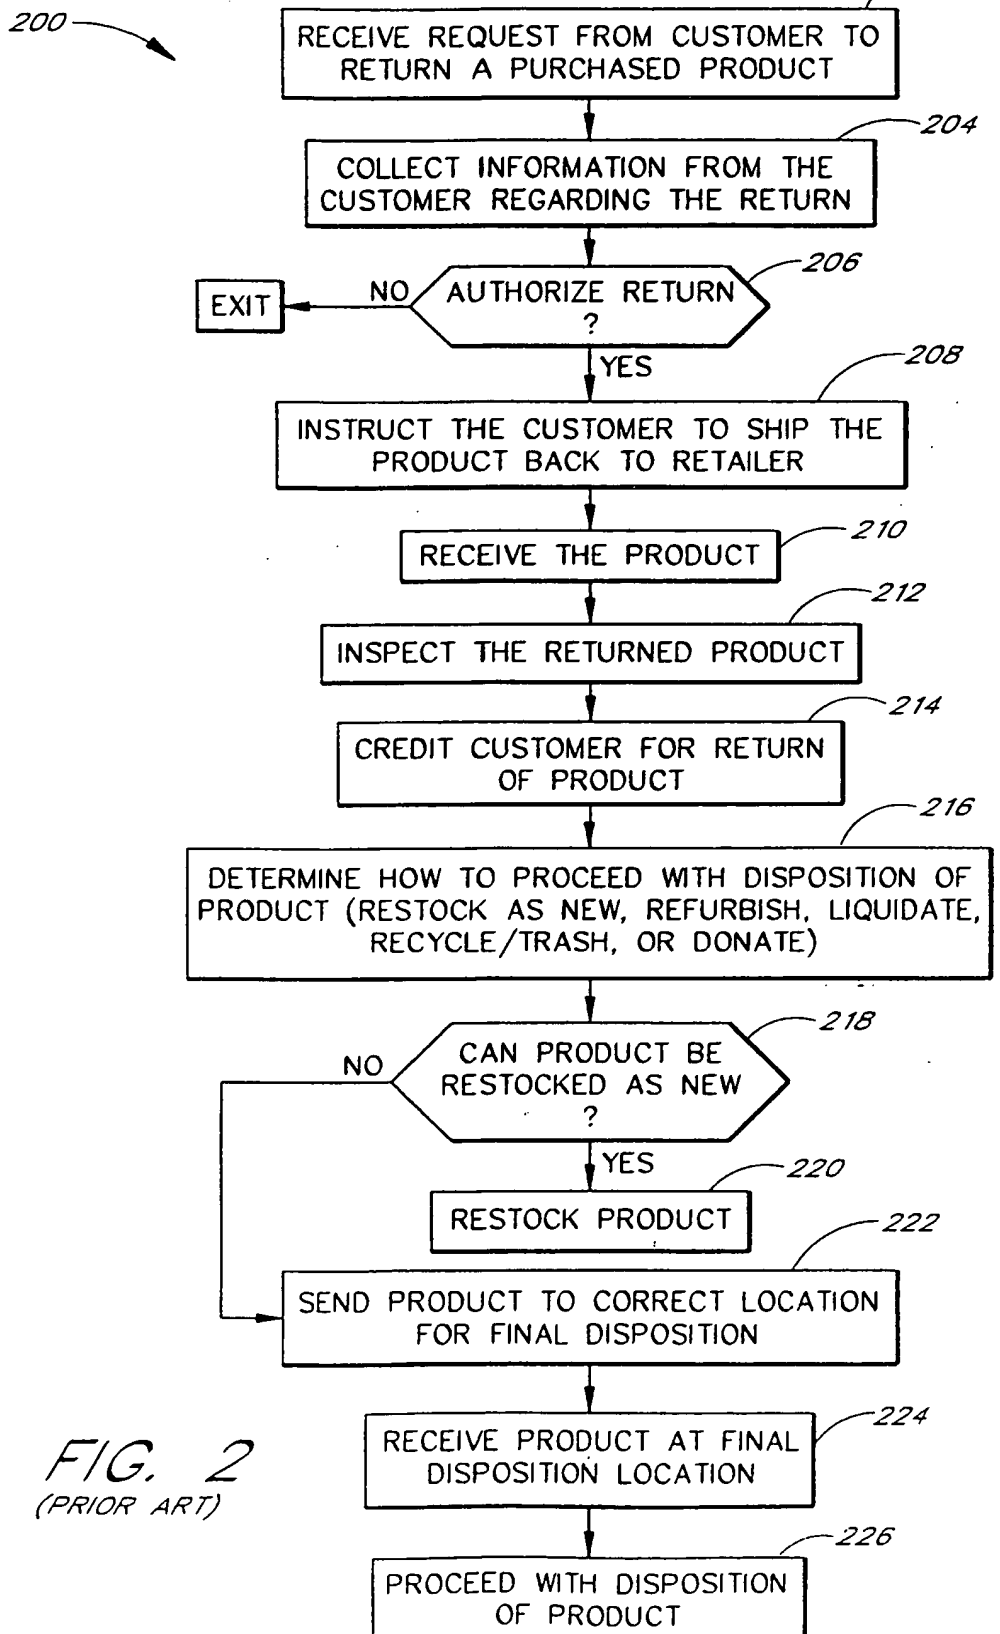 200
RECEIVE REQUEST FROM CUSTOMER TO
RETURN A PURCHASED PRODUCT
204
COLLECT INFORMATION FROM THE
CUSTOMER REGARDING THE RETURN
206
AUTHORIZE RETURN
?
NO
EXIT
YES
208
INSTRUCT THE CUSTOMER TO SHIP THE
PRODUCT BACK TO RETAILER
210
RECEIVE THE PRODUCT
212
INSPECT THE RETURNED PRODUCT
214
CREDIT CUSTOMER FOR RETURN
OF PRODUCT
216
DETERMINE HOW TO PROCEED WITH DISPOSITION OF
PRODUCT (RESTOCK AS NEW, REFURBISH, LIQUIDATE,
RECYCLE/TRASH, OR DONATE)
218
CAN PRODUCT BE
RESTOCKED AS NEW
?
NO
YES
220
RESTOCK PRODUCT
222
SEND PRODUCT TO CORRECT LOCATION
FOR FINAL DISPOSITION
224
RECEIVE PRODUCT AT FINAL
DISPOSITION LOCATION
226
PROCEED WITH DISPOSITION
OF PRODUCT
FIG. 2
(PRIOR ART)